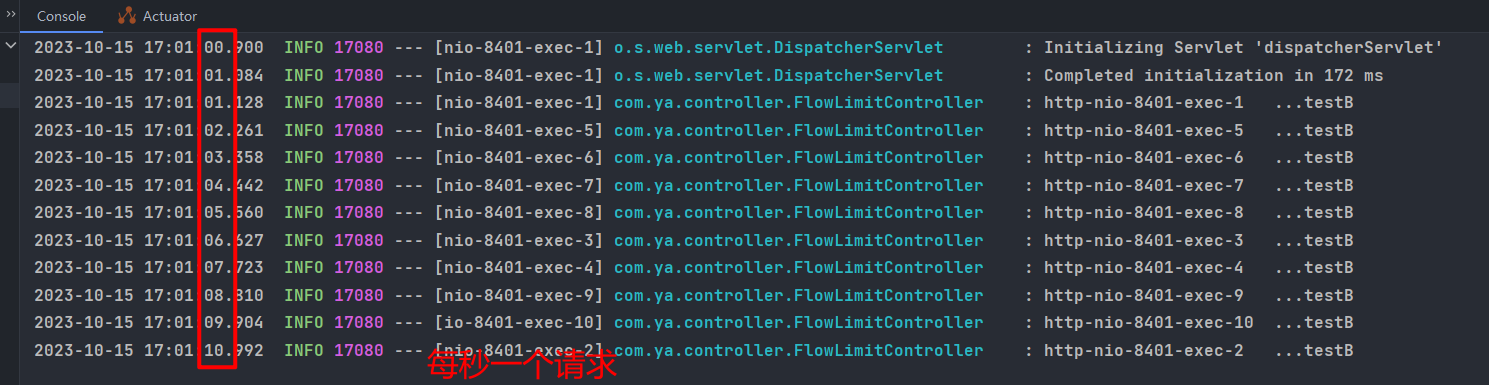 Console Actuator
2023-10-15 17:01:00.900 INFO 17080 --- [nio-8401-exec-1] o.s.web.servlet.DispatcherServlet : Initializing Servlet 'dispatcherServlet'
2023-10-15 17:01:01.084 INFO 17080 --- [nio-8401-exec-1] o.s.web.servlet.DispatcherServlet : Completed initialization in 172 ms
2023-10-15 17:01:01.128 INFO 17080 --- [nio-8401-exec-1] com.ya.controller.FlowLimitController : http-nio-8401-exec-1 ...testB
2023-10-15 17:01:02.261 INFO 17080 --- [nio-8401-exec-5] com.ya.controller.FlowLimitController : http-nio-8401-exec-5 ...testB
2023-10-15 17:01:03.358 INFO 17080 --- [nio-8401-exec-6] com.ya.controller.FlowLimitController : http-nio-8401-exec-6 ...testB
2023-10-15 17:01:04.442 INFO 17080 --- [nio-8401-exec-7] com.ya.controller.FlowLimitController : http-nio-8401-exec-7 ...testB
2023-10-15 17:01:05.560 INFO 17080 --- [nio-8401-exec-8] com.ya.controller.FlowLimitController : http-nio-8401-exec-8 ...testB
2023-10-15 17:01:06.627 INFO 17080 --- [nio-8401-exec-3] com.ya.controller.FlowLimitController : http-nio-8401-exec-3 ...testB
2023-10-15 17:01:07.723 INFO 17080 --- [nio-8401-exec-4] com.ya.controller.FlowLimitController : http-nio-8401-exec-4 ...testB
2023-10-15 17:01:08.810 INFO 17080 --- [nio-8401-exec-9] com.ya.controller.FlowLimitController : http-nio-8401-exec-9 ...testB
2023-10-15 17:01:09.904 INFO 17080 --- [io-8401-exec-10] com.ya.controller.FlowLimitController : http-nio-8401-exec-10 ...testB
2023-10-15 17:01:10.992 INFO 17080 --- [nio-8401-exec-2] com.ya.controller.FlowLimitController : http-nio-8401-exec-2 ...testB
每秒一个请求